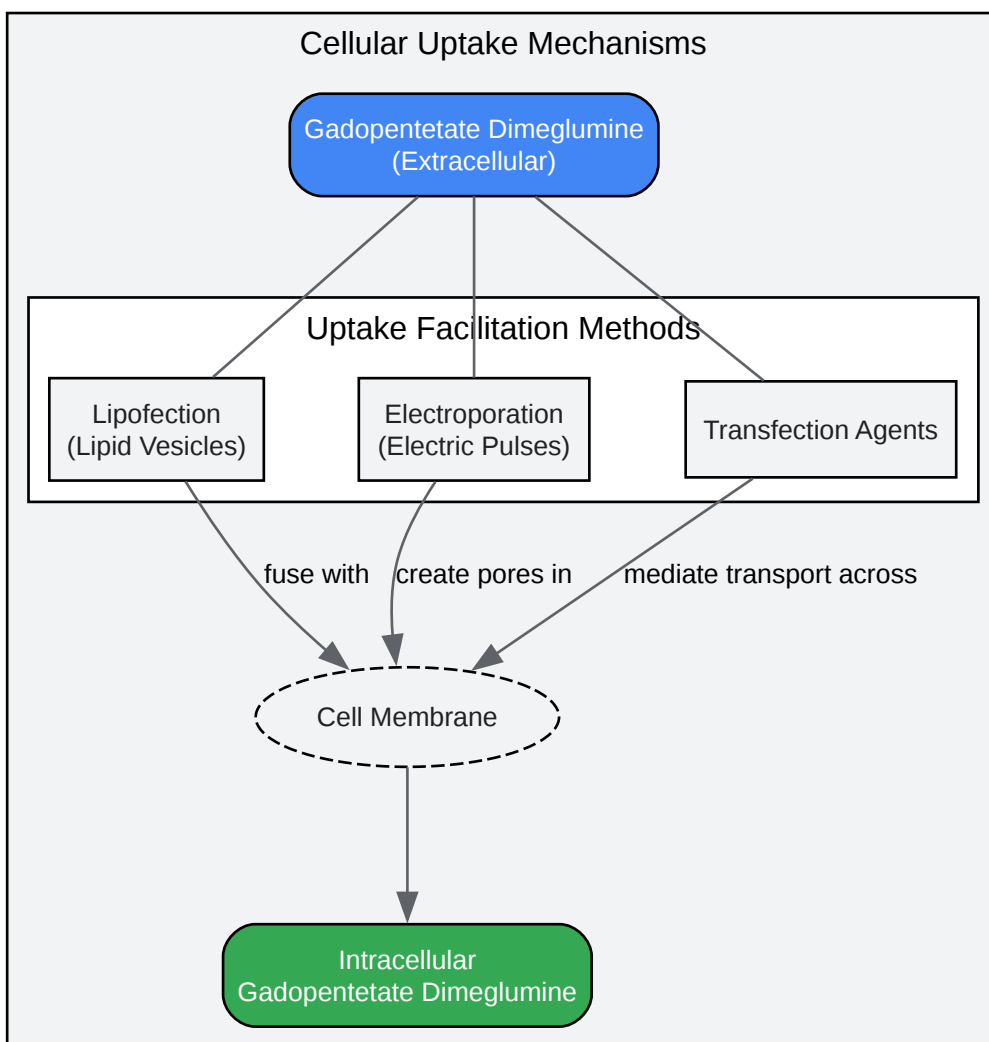 Cellular Uptake Mechanisms
Gadopentetate Dimeglumine
(Extracellular)
Uptake Facilitation Methods
Lipofection
(Lipid Vesicles)
Electroporation
(Electric Pulses)
Transfection Agents
fuse with
create pores in
mediate transport across
Cell Membrane
Intracellular
Gadopentetate Dimeglumine